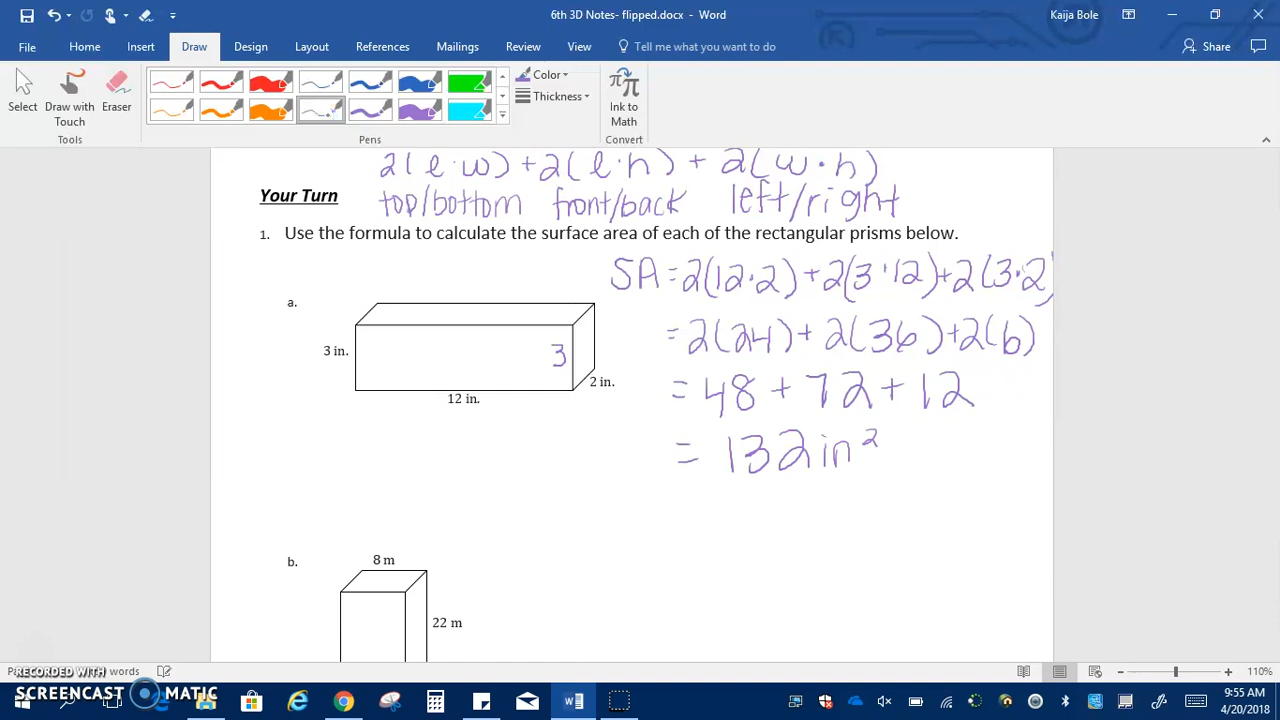 6th 3D Notes- flipped.docx - Word
Kaija Bole
File Home Insert Draw Design Layout References Mailings Review View Tell me what you want to do Share
Select Draw with Touch Eraser
Color
Thickness
Ink to Math
Tools Pens Convert
2(l·w) +2(l·h) + 2(w·h)
Your Turn top/bottom front/back left/right
1. Use the formula to calculate the surface area of each of the rectangular prisms below.
SA = 2(12·2) + 2(3·12) + 2(3·2)
a.
= 2(24) + 2(36) + 2(6)
3 in. 3
2 in.
12 in.
= 48 + 72 + 12
= 132 in²
b. 8 m
22 m
words 110%
RECORDED WITH
SCREENCAST MATIC
9:55 AM
4/20/2018